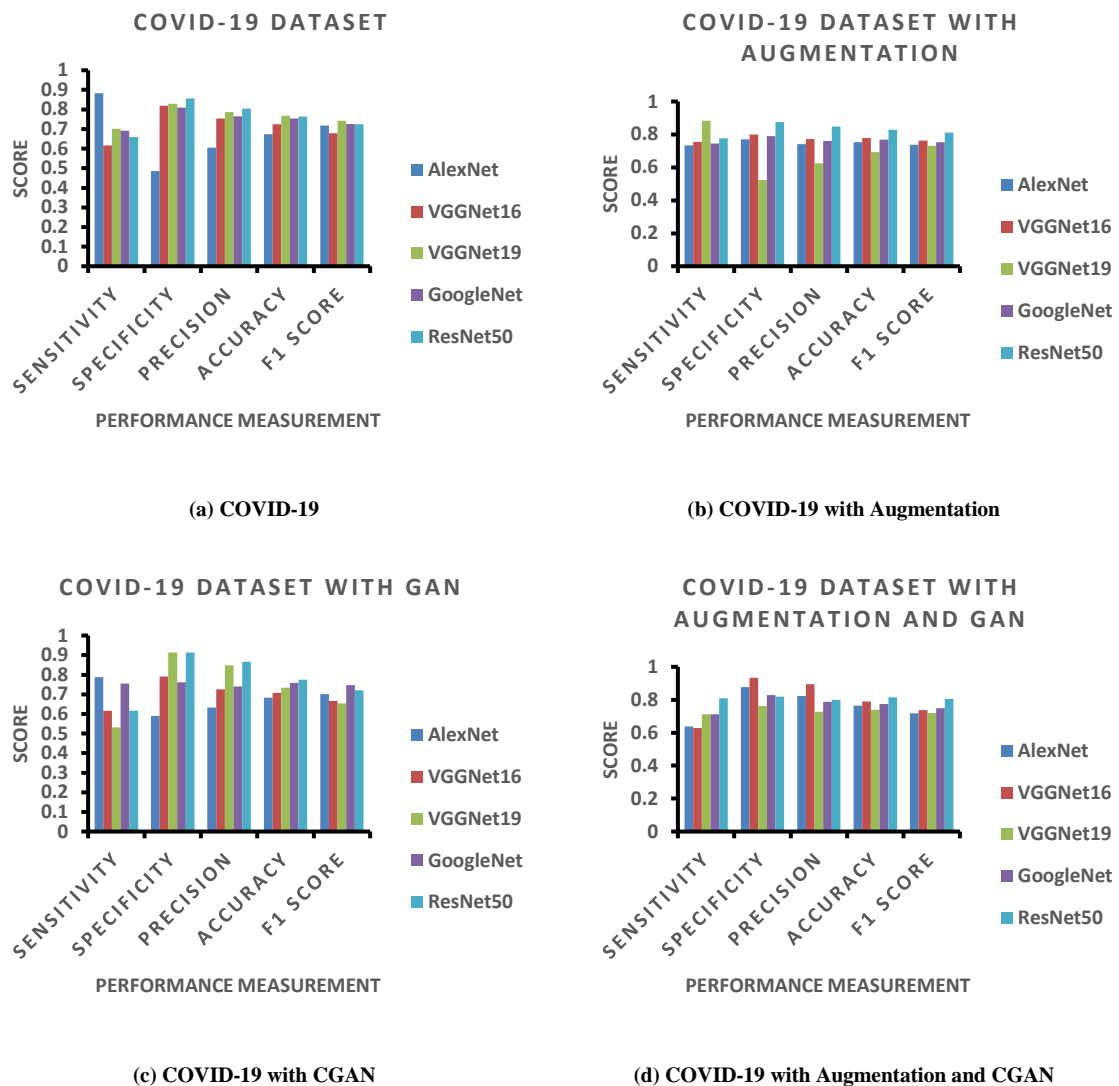 COVID-19 DATASET
1
0.9
0.8
0.7
0.6
0.5
0.4
0.3
0.2
0.1
0
SCORE
SENSITIVITY
SPECIFICITY
PRECISION
ACCURACY
F1 SCORE
PERFORMANCE MEASUREMENT
AlexNet
VGGNet16
VGGNet19
GoogleNet
ResNet50
(a) COVID-19
COVID-19 DATASET WITH
AUGMENTATION
1
0.8
0.6
0.4
0.2
0
SCORE
SENSITIVITY
SPECIFICITY
PRECISION
ACCURACY
F1 SCORE
PERFORMANCE MEASUREMENT
AlexNet
VGGNet16
VGGNet19
GoogleNet
ResNet50
(b) COVID-19 with Augmentation
COVID-19 DATASET WITH GAN
1
0.9
0.8
0.7
0.6
0.5
0.4
0.3
0.2
0.1
0
SCORE
SENSITIVITY
SPECIFICITY
PRECISION
ACCURACY
F1 SCORE
PERFORMANCE MEASUREMENT
AlexNet
VGGNet16
VGGNet19
GoogleNet
ResNet50
(c) COVID-19 with CGAN
COVID-19 DATASET WITH
AUGMENTATION AND GAN
1
0.8
0.6
0.4
0.2
0
SCORE
SENSITIVITY
SPECIFICITY
PRECISION
ACCURACY
F1 SCORE
PERFORMANCE MEASUREMENT
AlexNet
VGGNet16
VGGNet19
GoogleNet
ResNet50
(d) COVID-19 with Augmentation and CGAN